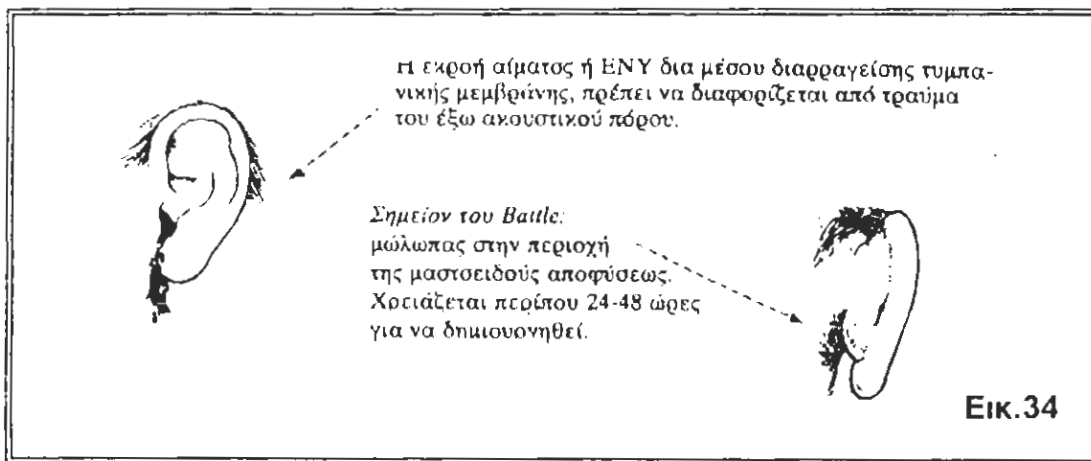 Η εκροή αίματος ή ΕΝΥ δια μέσου διαρραγείσης τυμπα-
νικής μεμβράνης, πρέπει να διαφορίζεται από τραύμα
του έξω ακουστικού πόρου.
Σημείον του Battle:
μώλωπας στην περιοχή
της μαστοειδούς αποφύσεως.
Χρειάζεται περίπου 24-48 ώρες
για να δημιουργηθεί.
Εικ.34